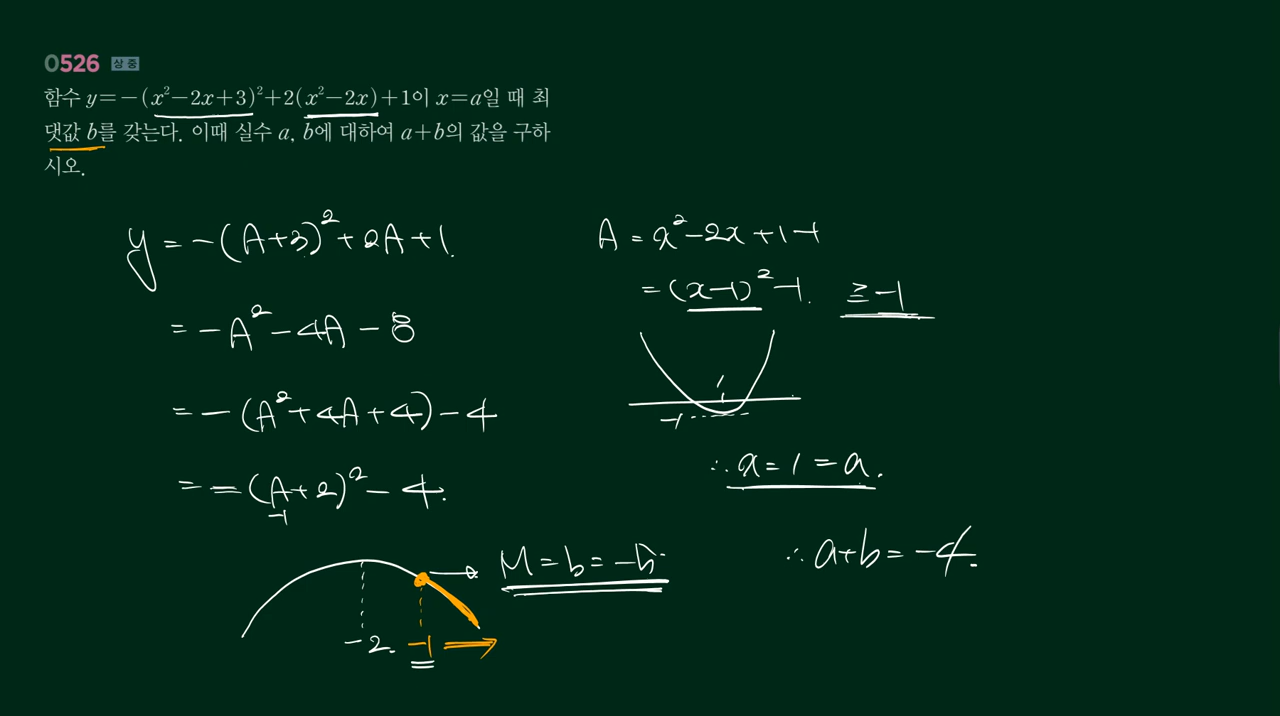 0526 상 중
함수 y=-(x²-2x+3)²+2(x²-2x)+1이 x=a일 때 최
댓값 b를 갖는다. 이때 실수 a, b에 대하여 a+b의 값을 구하
시오.
y = -(A+3)² + 2A + 1.
= -A² - 4A - 8
= -(A² + 4A + 4) - 4
= -(A+2)² - 4.
-1
-2. -1
M = b = -5.
A = x² - 2x + 1 - 1
= (x-1)² - 1. ≥ -1
1
-1
∴ x = 1 = a.
∴ a+b = -4.